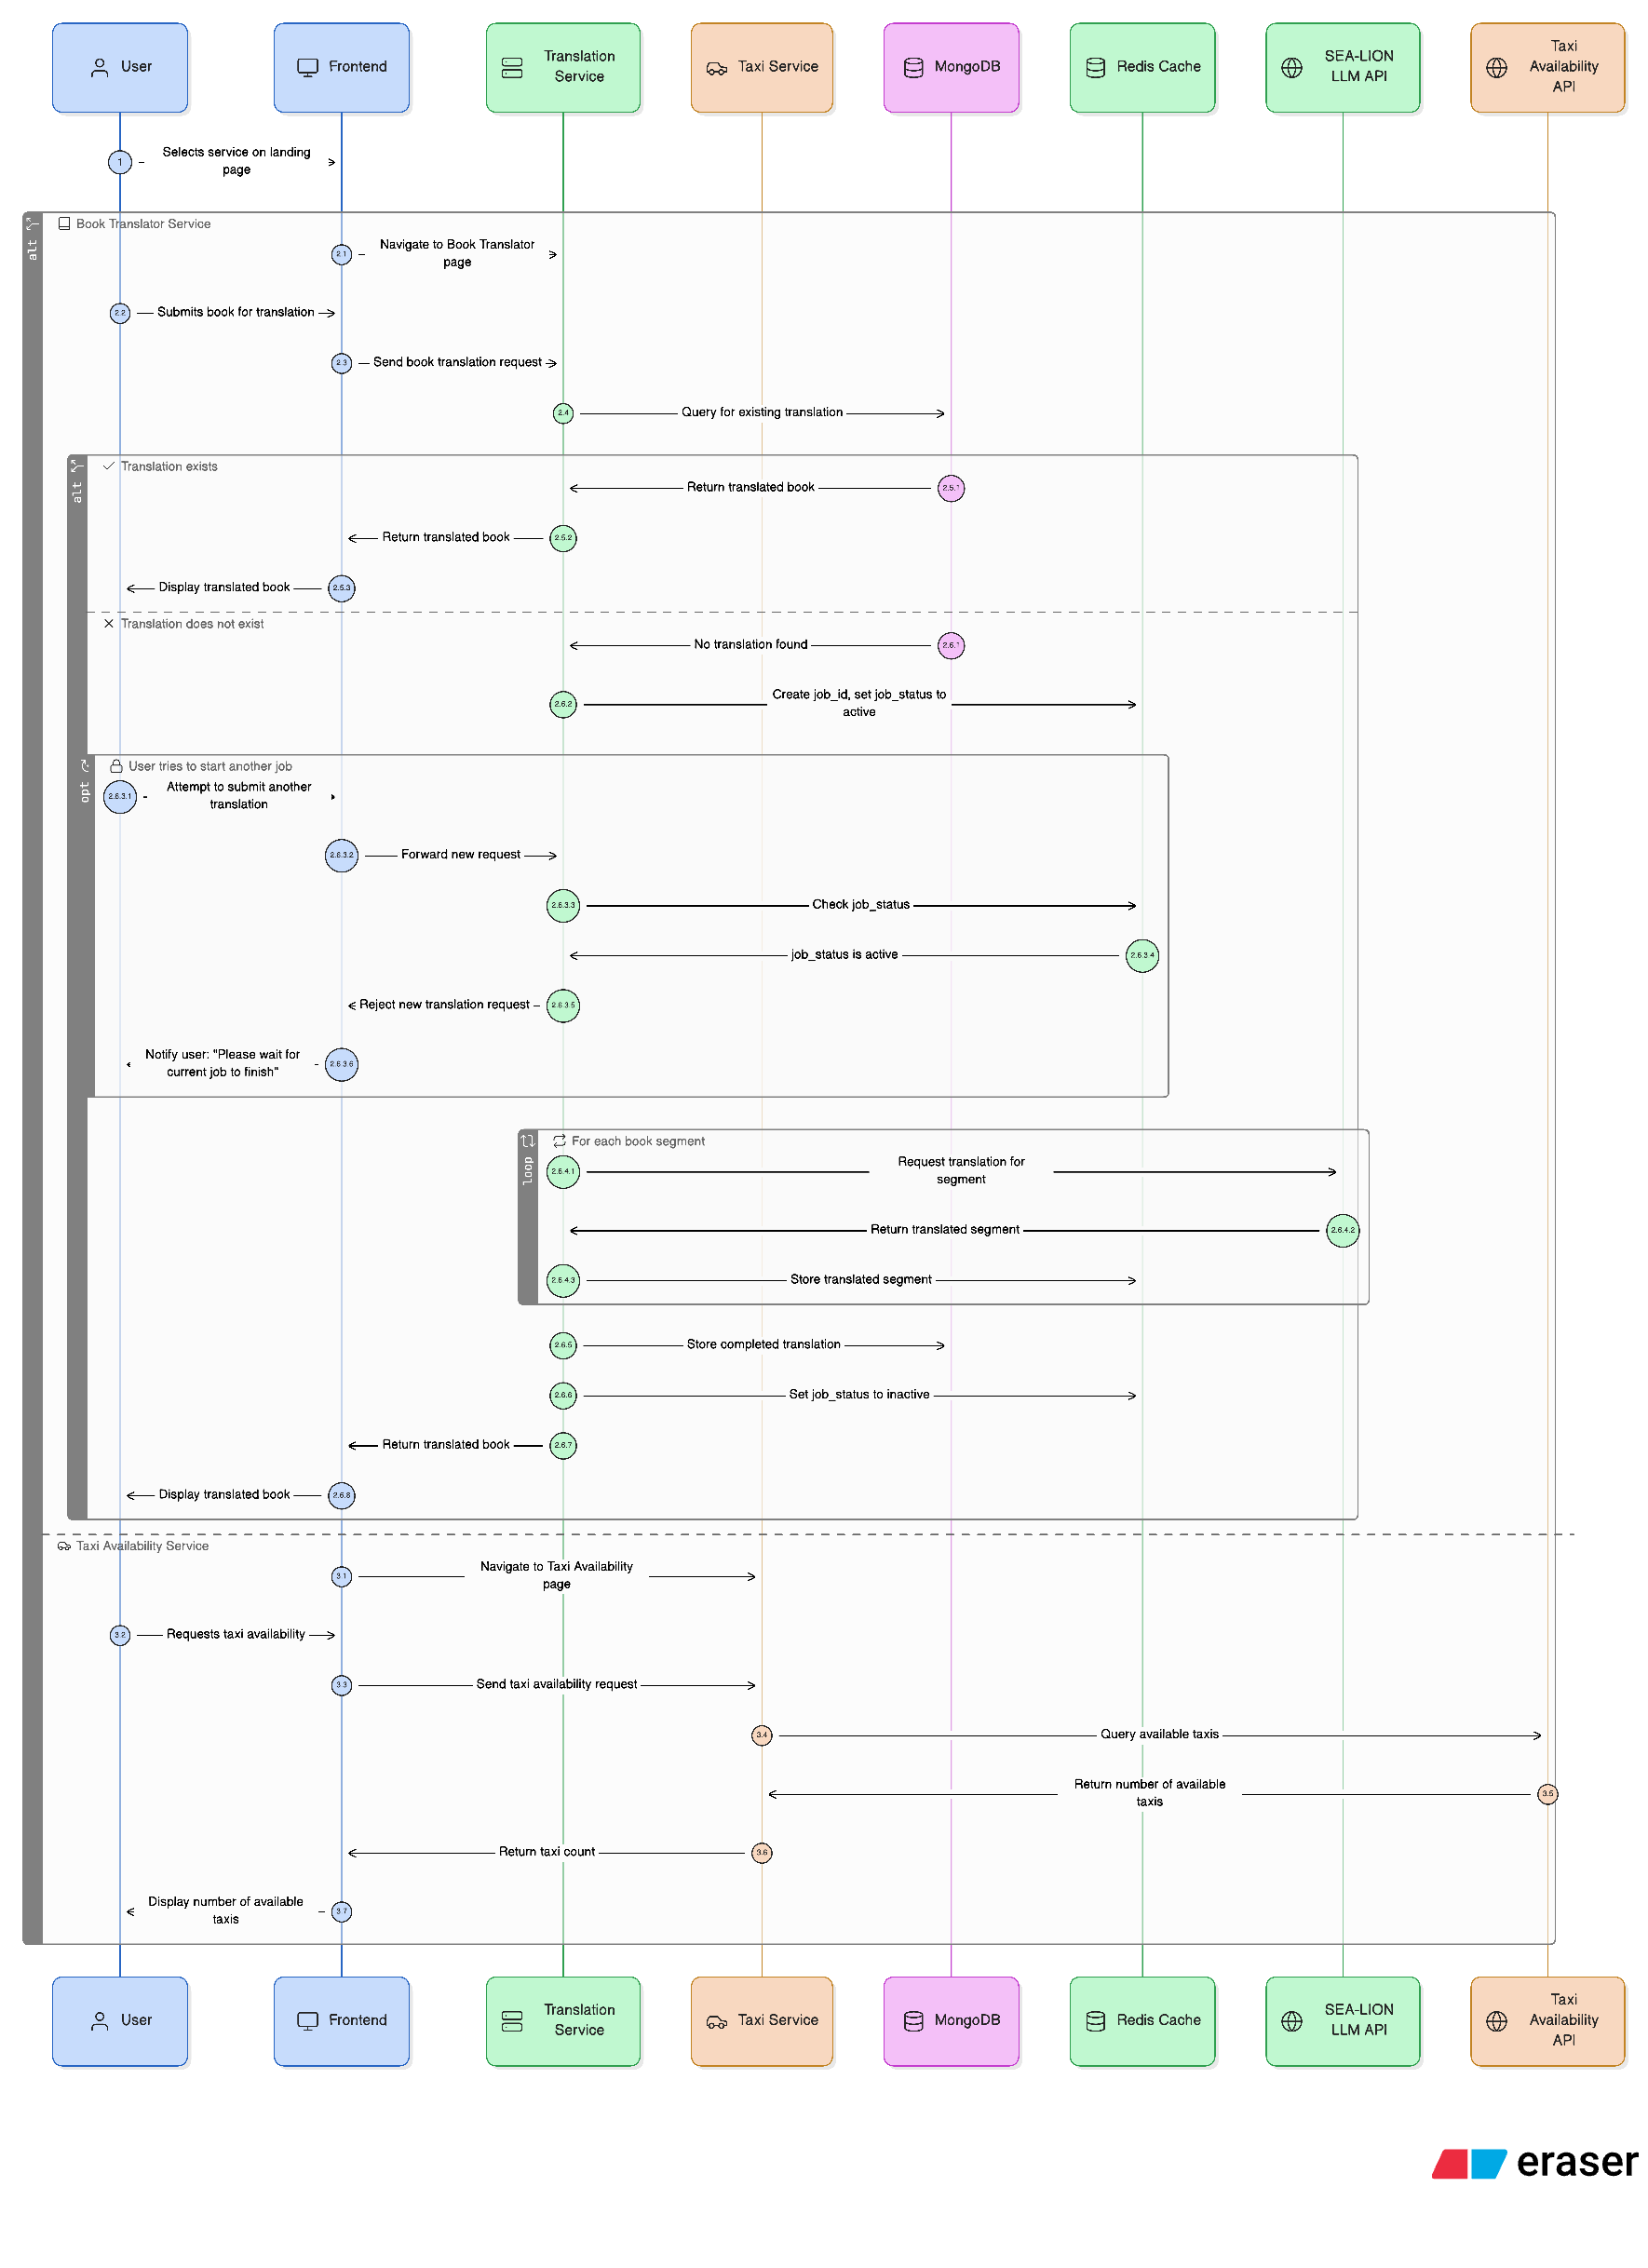 User
Frontend
Translation
Service
Taxi Service
MongoDB
Redis Cache
SEA-LION
LLM API
Taxi
Availability
API
1
Selects service on landing
page
alt
Book Translator Service
2.1
Navigate to Book Translator
page
2.2
Submits book for translation
2.3
Send book translation request
2.4
Query for existing translation
alt
Translation exists
2.5.1
Return translated book
2.5.2
Return translated book
2.5.3
Display translated book
Translation does not exist
2.6.1
No translation found
2.6.2
Create job_id, set job_status to
active
opt
User tries to start another job
2.6.3.1
Attempt to submit another
translation
2.6.3.2
Forward new request
2.6.3.3
Check job_status
2.6.3.4
job_status is active
2.6.3.5
Reject new translation request
2.6.3.6
Notify user: "Please wait for
current job to finish"
loop
For each book segment
2.6.4.1
Request translation for
segment
2.6.4.2
Return translated segment
2.6.4.3
Store translated segment
2.6.5
Store completed translation
2.6.6
Set job_status to inactive
2.6.7
Return translated book
2.6.8
Display translated book
Taxi Availability Service
3.1
Navigate to Taxi Availability
page
3.2
Requests taxi availability
3.3
Send taxi availability request
3.4
Query available taxis
3.5
Return number of available
taxis
3.6
Return taxi count
3.7
Display number of available
taxis
User
Frontend
Translation
Service
Taxi Service
MongoDB
Redis Cache
SEA-LION
LLM API
Taxi
Availability
API
eraser